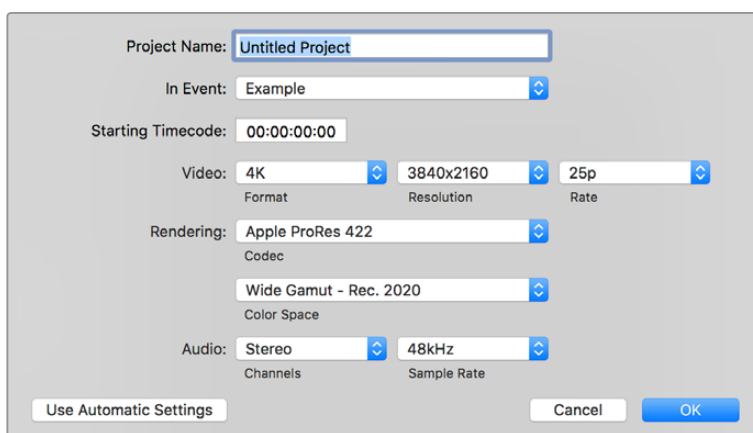 Project Name: Untitled Project
In Event: Example
Starting Timecode: 00:00:00:00
Video: 4K 3840x2160 25p
Format Resolution Rate
Rendering: Apple ProRes 422
Codec
Wide Gamut - Rec. 2020
Color Space
Audio: Stereo 48kHz
Channels Sample Rate
Use Automatic Settings Cancel OK